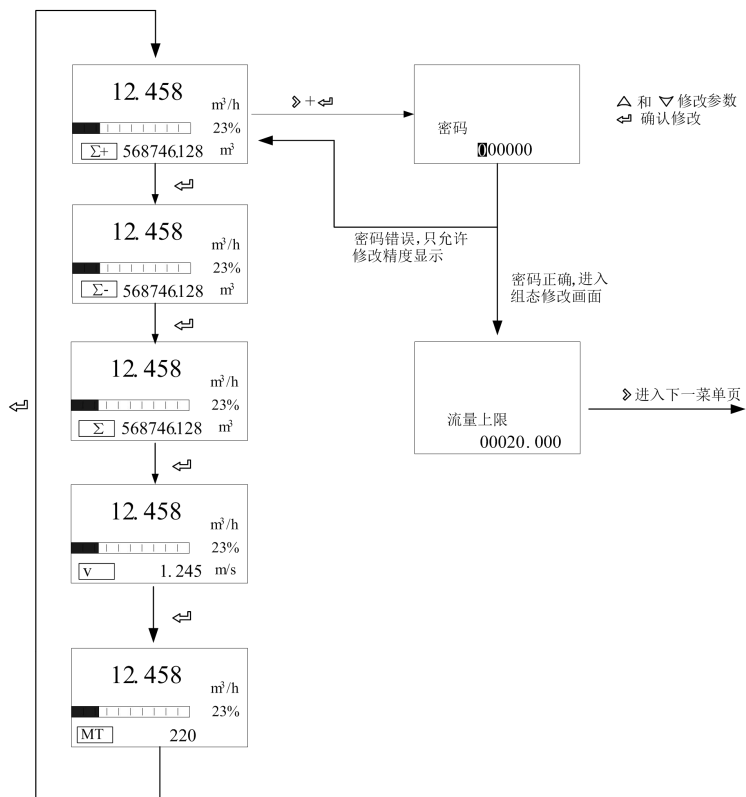 12.458
m³/h
23%
Σ+ 568746.128 m³
12.458
m³/h
23%
Σ- 568746.128 m³
12.458
m³/h
23%
Σ 568746.128 m³
12.458
m³/h
23%
v 1.245 m/s
12.458
m³/h
23%
MT 220
+
密码
000000
和 修改参数
确认修改
密码错误,只允许
修改精度显示
密码正确,进入
组态修改画面
流量上限
00020.000
进入下一菜单页